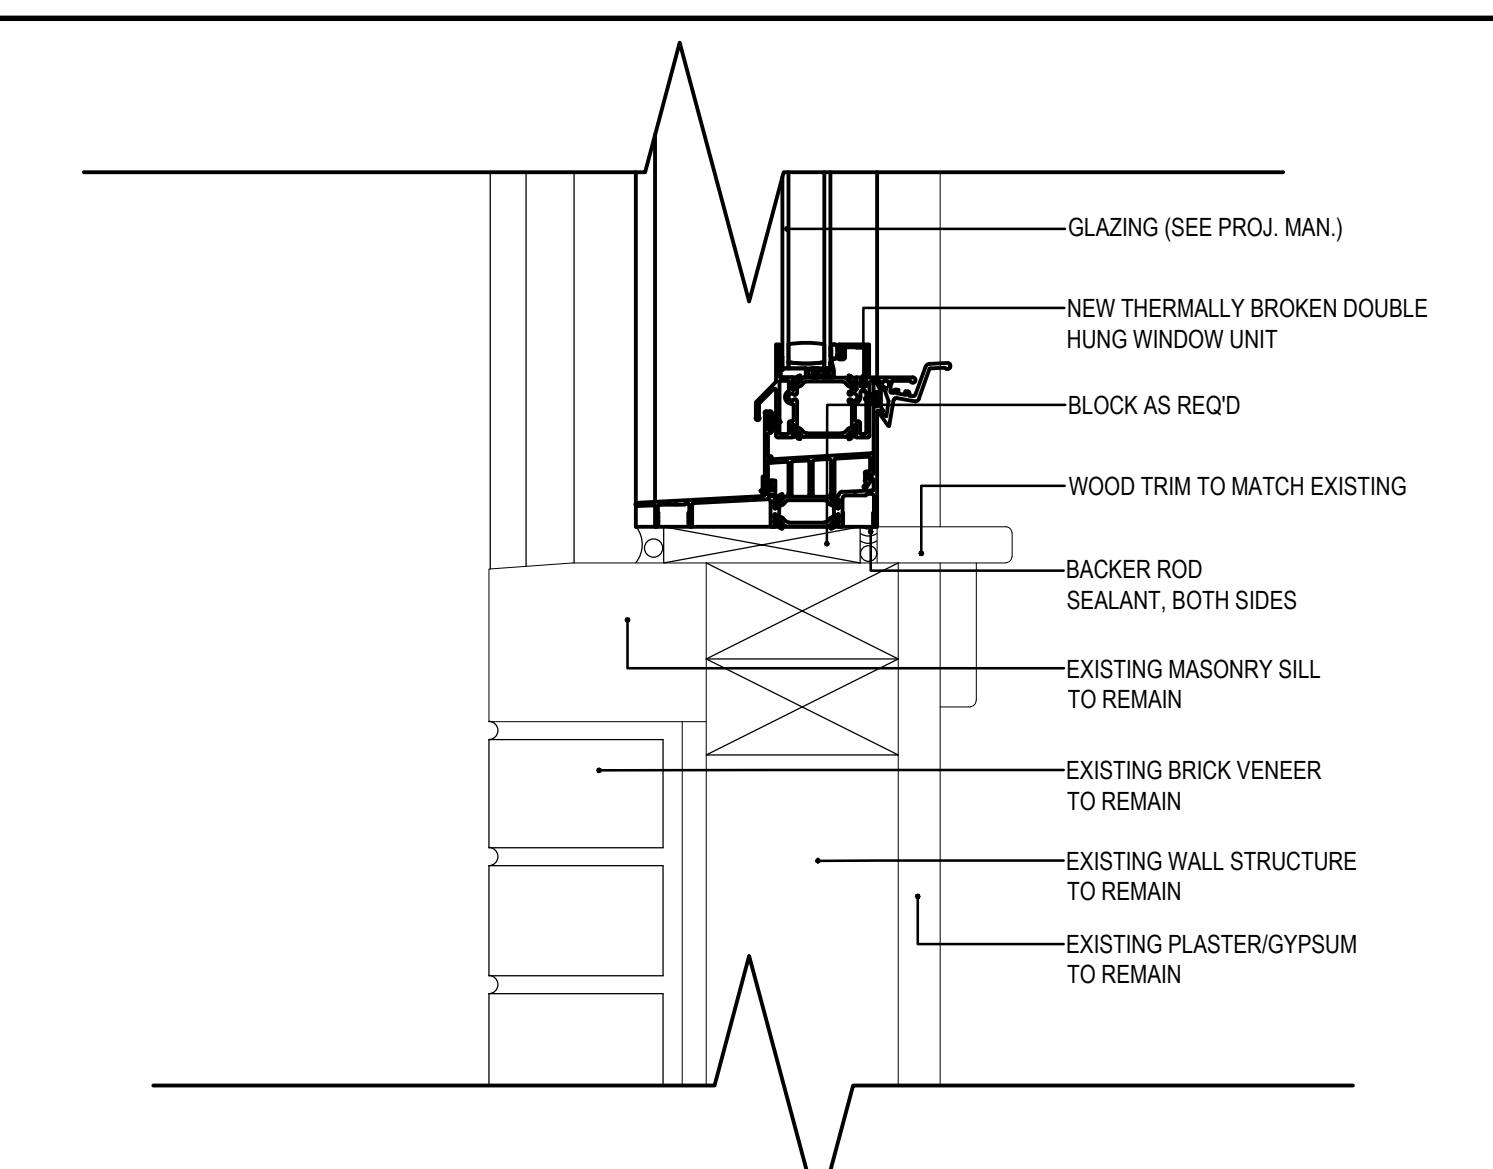 GLAZING (SEE PROJ. MAN.)
NEW THERMALLY BROKEN DOUBLE
HUNG WINDOW UNIT
BLOCK AS REQ'D
WOOD TRIM TO MATCH EXISTING
BACKER ROD
SEALANT, BOTH SIDES
EXISTING MASONRY SILL
TO REMAIN
EXISTING BRICK VENEER
TO REMAIN
EXISTING WALL STRUCTURE
TO REMAIN
EXISTING PLASTER/GYPSUM
TO REMAIN